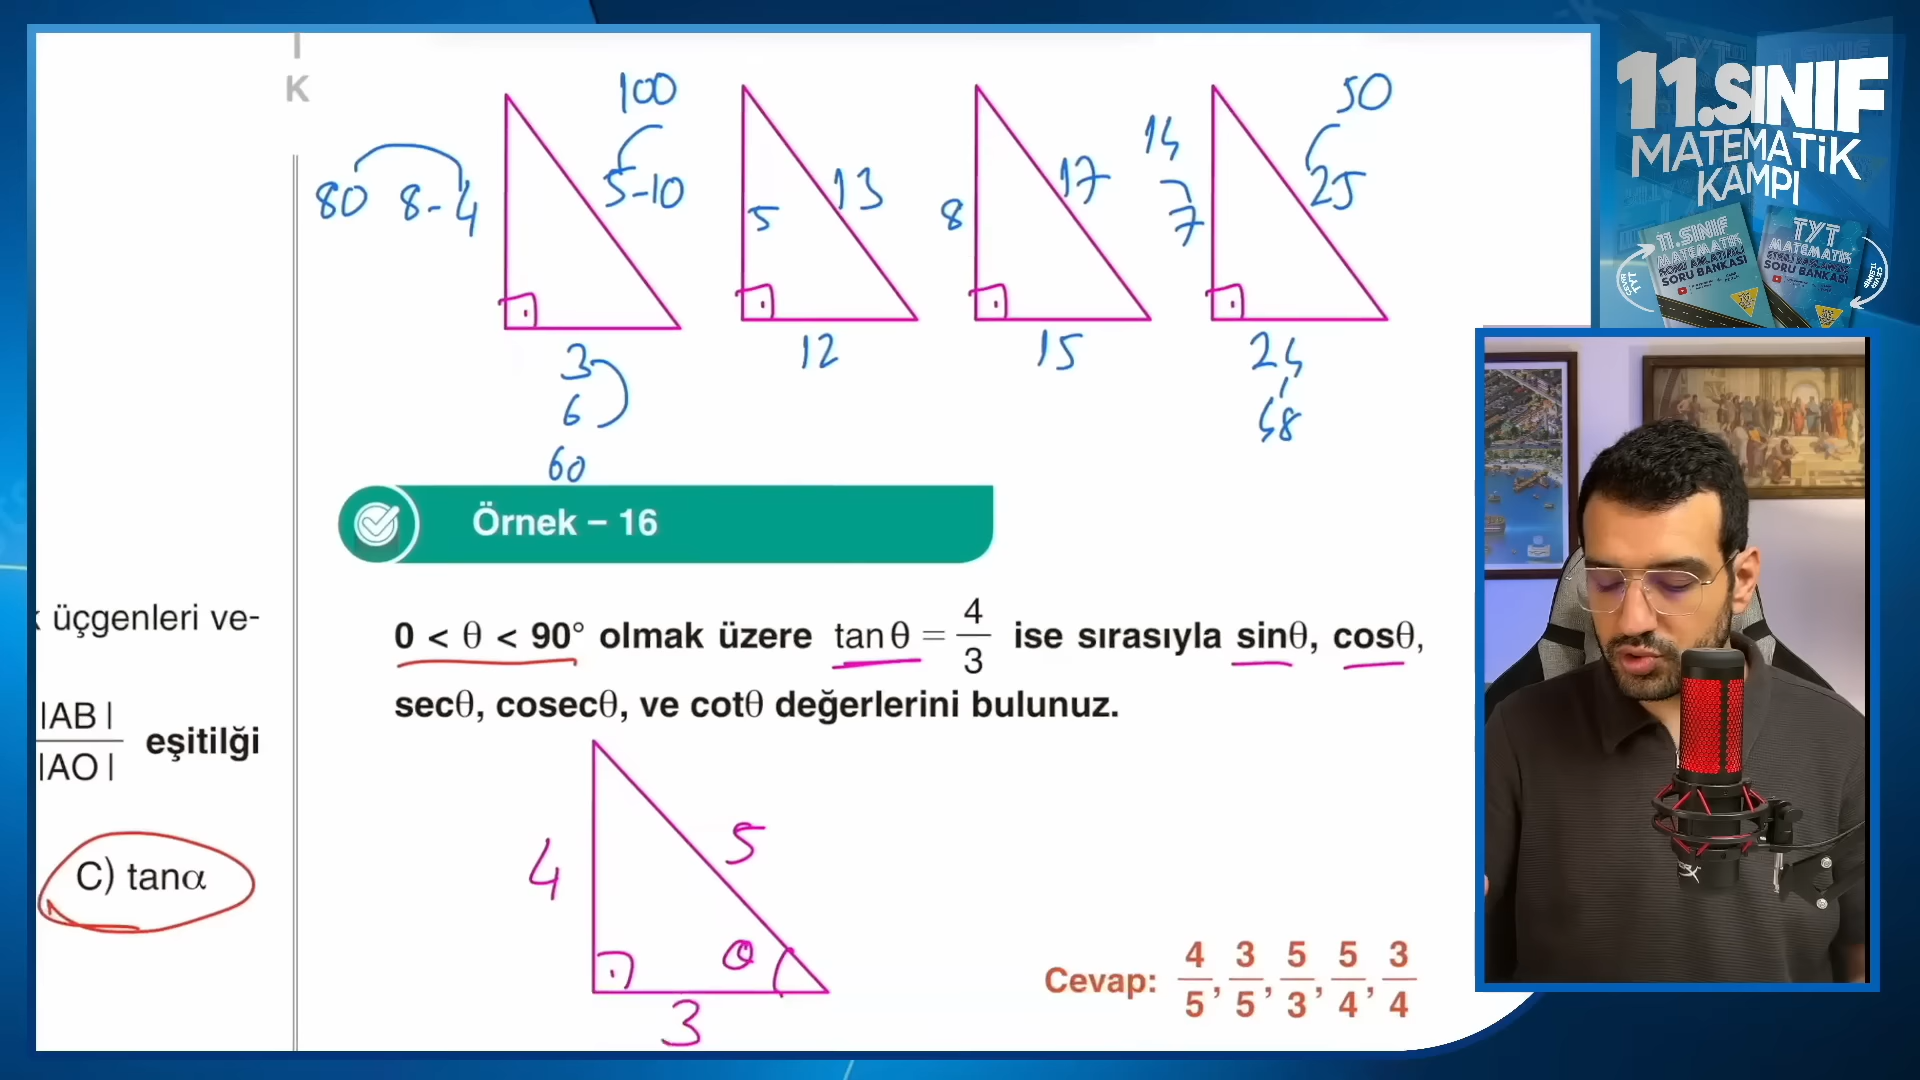 K
100
80 8-4
5-10
3
6
60
5
13
12
8
17
15
14
7
50
25
24
48
Örnek – 16
0 < θ < 90° olmak üzere tan θ = 4/3 ise sırasıyla sinθ, cosθ,
secθ, cosecθ, ve cotθ değerlerini bulunuz.
4
5
θ
3
Cevap: 4/5, 3/5, 5/3, 5/4, 3/4
üçgenleri ve-
|AB|
|AO| eşitilği
C) tanα
11.SINIF
MATEMATİK
KAMPI
11.SINIF
MATEMATİK
SORU BANKASI
TYT
MATEMATİK
SORU BANKASI